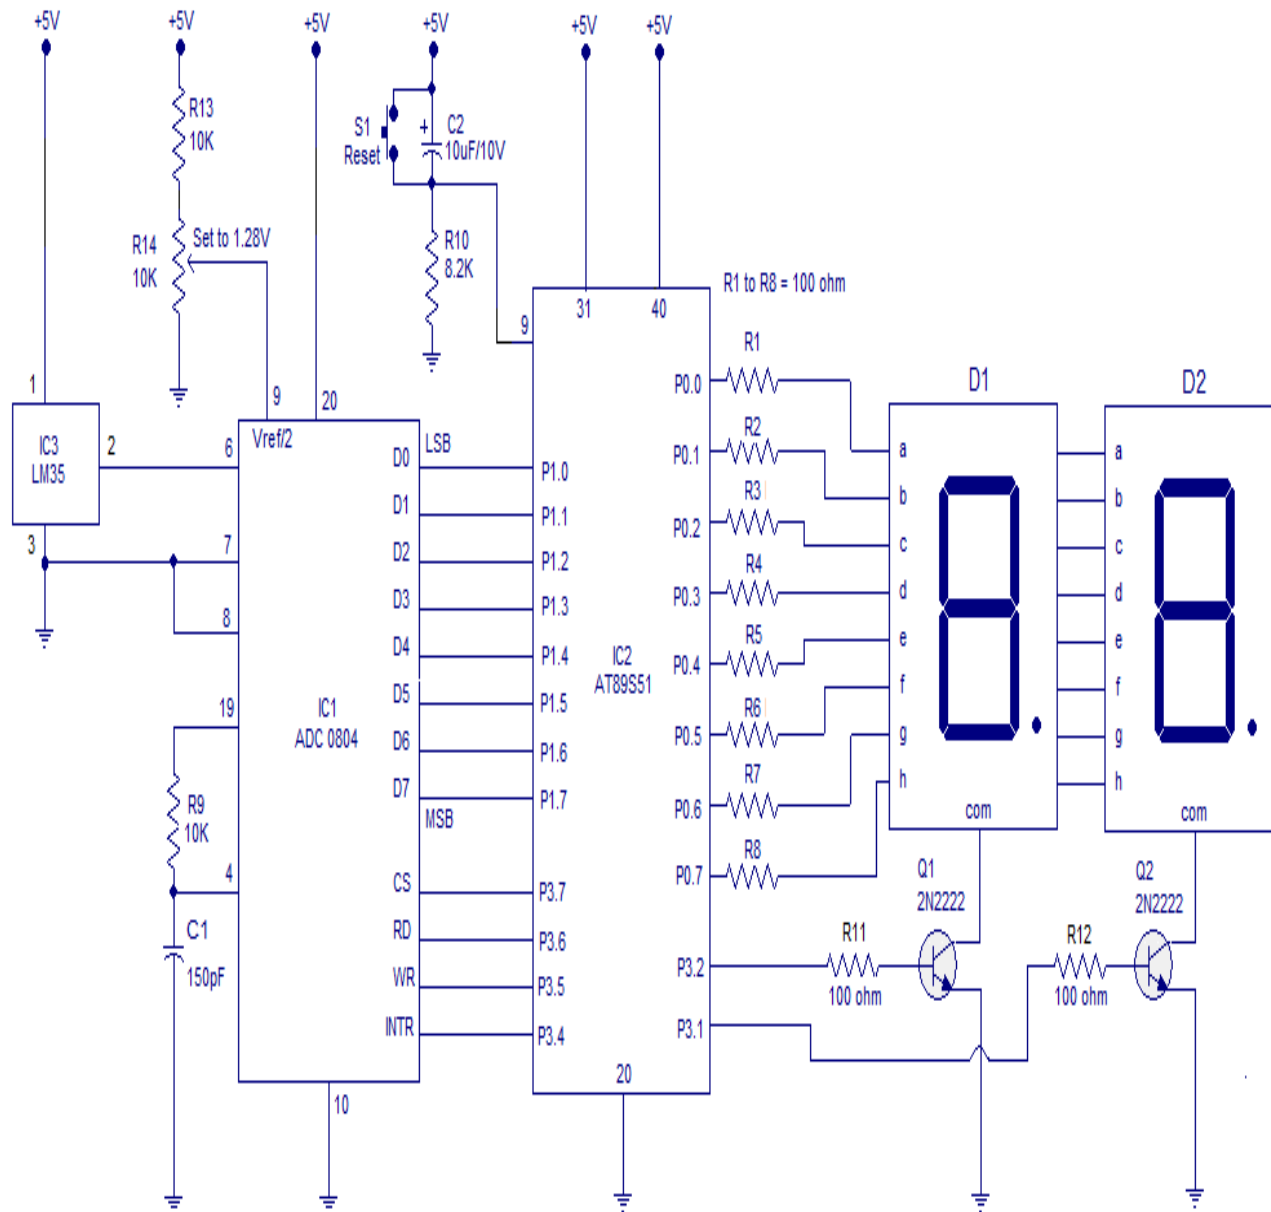 +5V +5V +5V +5V +5V +5V
R13
10K
S1
Reset
+
C2
10uF/10V
R14
10K
Set to 1.28V
R10
8.2K
R1 to R8 = 100 ohm
1
IC3
LM35
2
3
9
20
Vref/2
6
7
8
19
4
IC1
ADC 0804
R9
10K
C1
150pF
10
D0
D1
D2
D3
D4
D5
D6
D7
CS
RD
WR
INTR
LSB
MSB
9
31
40
P1.0
P1.1
P1.2
P1.3
P1.4
P1.5
P1.6
P1.7
P3.7
P3.6
P3.5
P3.4
IC2
AT89S51
20
P0.0
P0.1
P0.2
P0.3
P0.4
P0.5
P0.6
P0.7
P3.2
P3.1
R1
R2
R3
R4
R5
R6
R7
R8
D1
a
b
c
d
e
f
g
h
com
D2
a
b
c
d
e
f
g
h
com
Q1
2N2222
R11
100 ohm
Q2
2N2222
R12
100 ohm